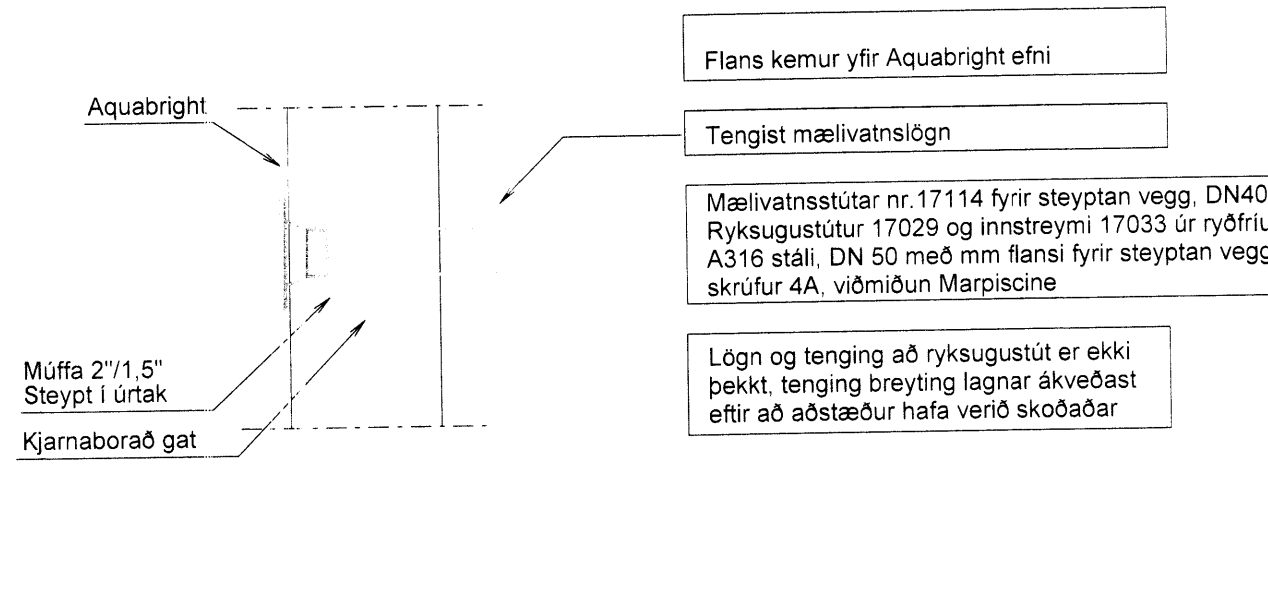 Flans kemur yfir Aquabright efni
Aquabright
Tengist mælivatnslögn
Mælivatnsstútar nr.17114 fyrir steyptan vegg, DN40
Ryksugustútur 17029 og innstreymi 17033 úr ryðfríu
A316 stáli, DN 50 með mm flansi fyrir steyptan vegg
skrúfur 4A, viðmiðun Marpiscine
Múffa 2"/1,5"
Steypt í úrtak
Kjarnaborað gat
Lögn og tenging að ryksugustút er ekki
þekkt, tenging breyting lagnar ákveðast
eftir að aðstæður hafa verið skoðaðar